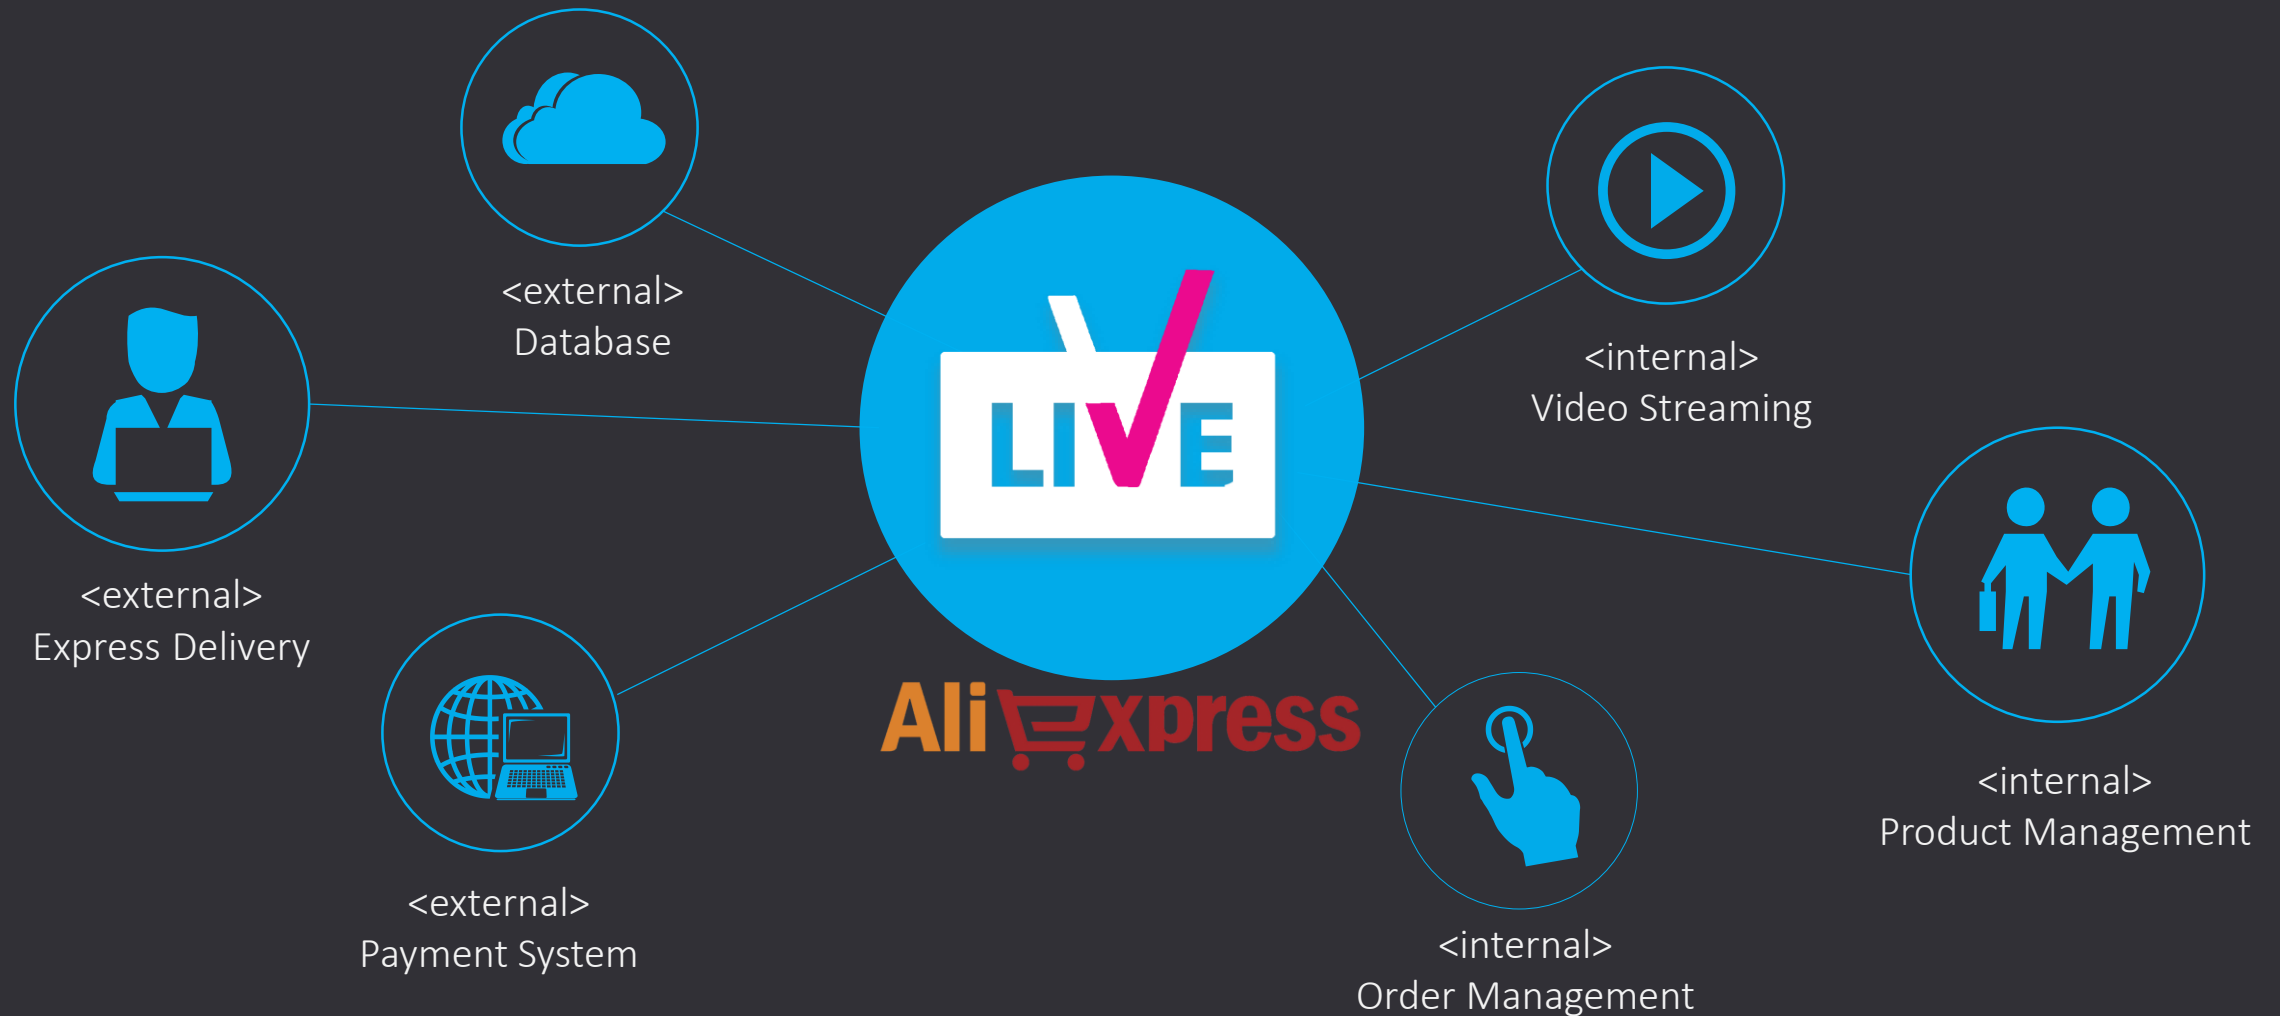 <external>
Database
<external>
Express Delivery
<external>
Payment System
LIVE
AliExpress
<internal>
Video Streaming
<internal>
Product Management
<internal>
Order Management